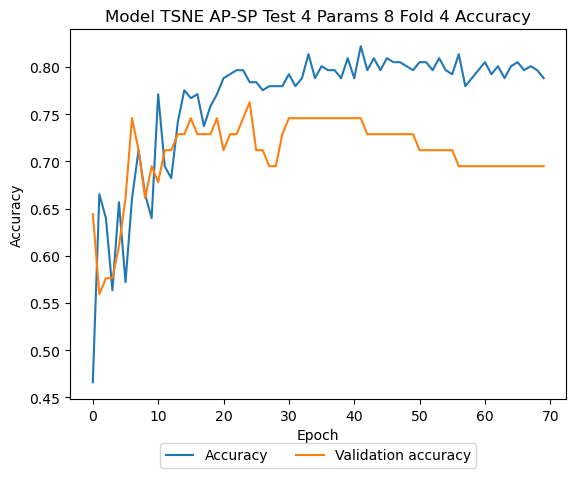 Model TSNE AP-SP Test 4 Params 8 Fold 4 Accuracy
Accuracy
0.80
0.75
0.70
0.65
0.60
0.55
0.50
0.45
0 10 20 30 40 50 60 70
Epoch
Accuracy Validation accuracy